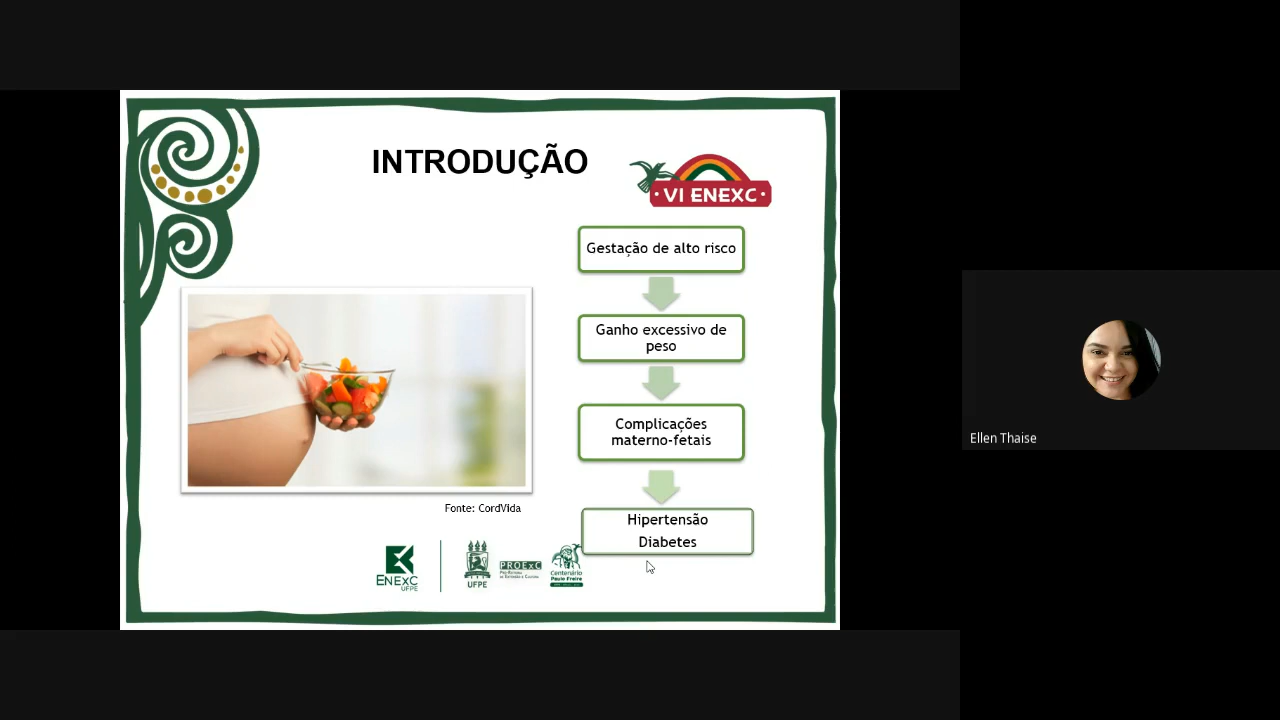 INTRODUÇÃO
· VI ENEXC ·
Gestação de alto risco
Ganho excessivo de
peso
Complicações
materno-fetais
Hipertensão
Diabetes
Fonte: CordVida
ENEXC
UFPE
UFPE
PROExC
Centenário
Paulo Freire
Ellen Thaise